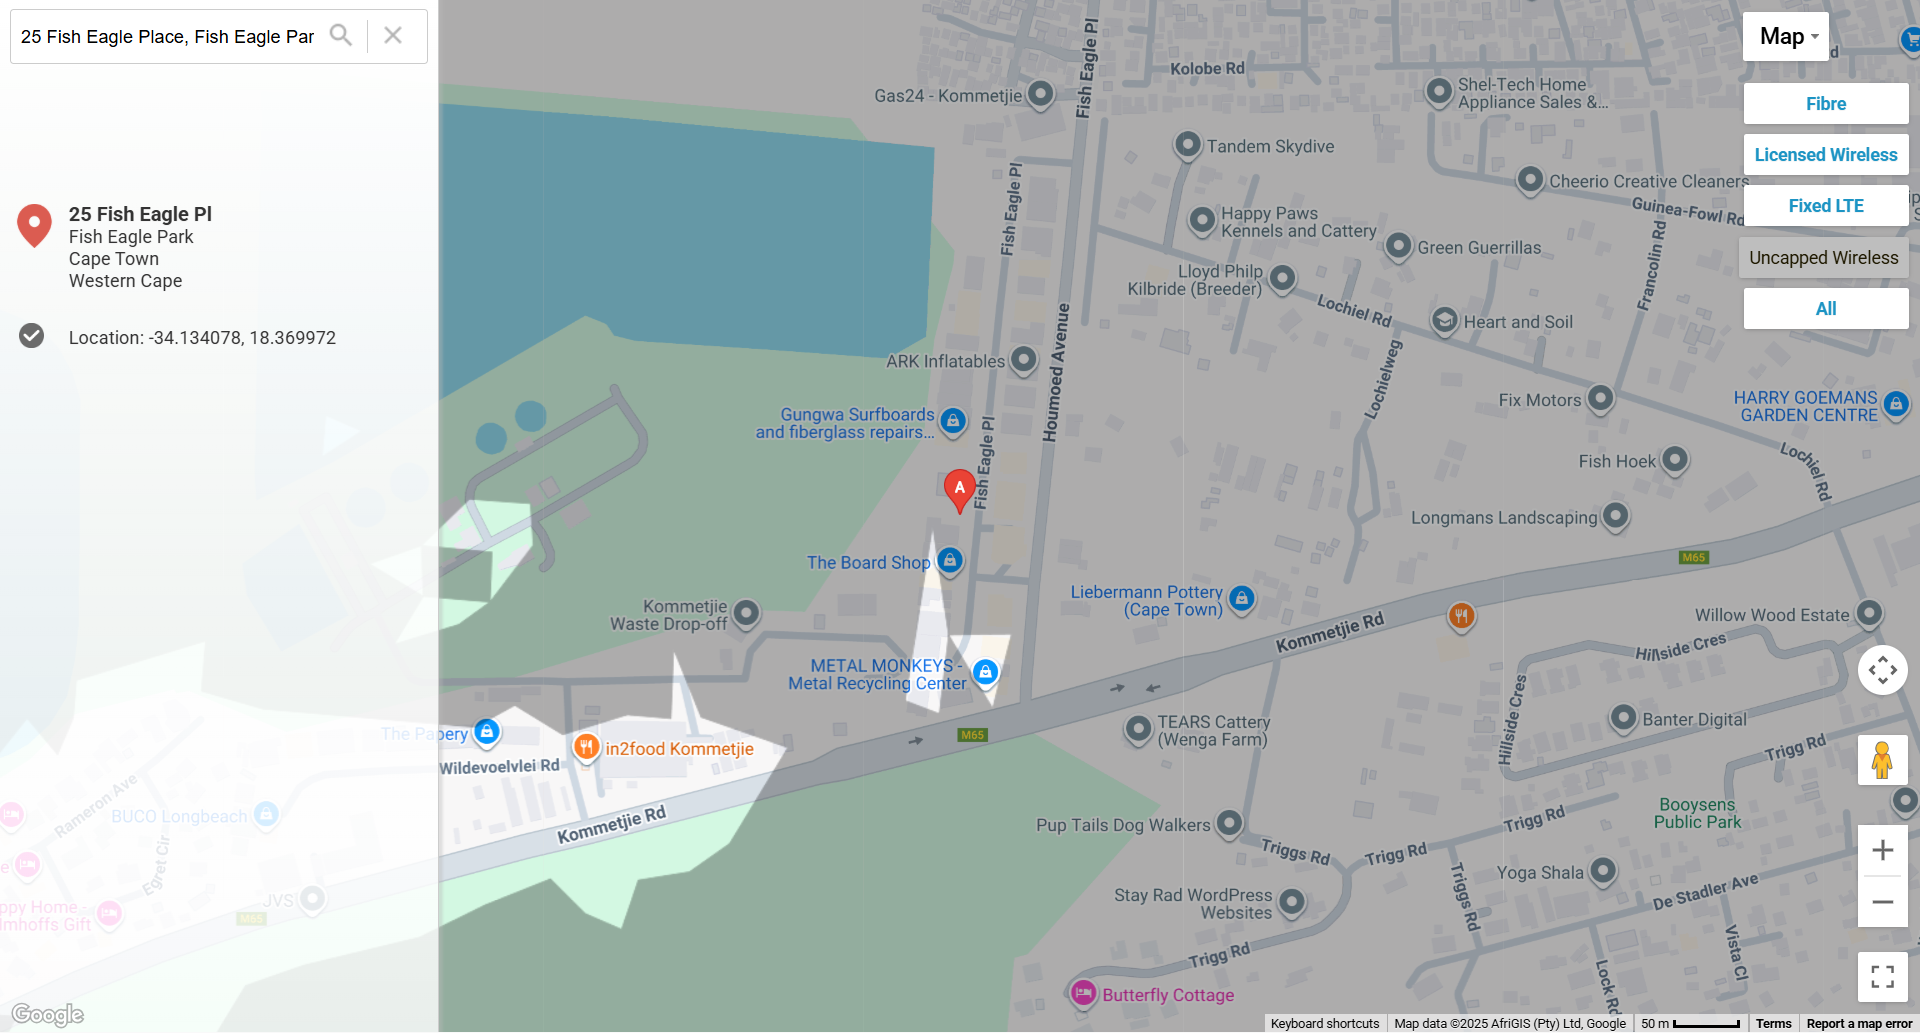 25 Fish Eagle Place, Fish Eagle Par
25 Fish Eagle Pl
Fish Eagle Park
Cape Town
Western Cape
Location: -34.134078, 18.369972
Map
Fibre
Licensed Wireless
Fixed LTE
Uncapped Wireless
All
Gas24 - Kommetjie
Fish Eagle Pl
Kolobe Rd
Shel-Tech Home
Appliance Sales &...
Tandem Skydive
Cheerio Creative Cleaners
Guinea-Fowl Rd
Fish Eagle Pl
Happy Paws
Kennels and Cattery
Green Guerrillas
Francolin Rd
Lloyd Philp
Kilbride (Breeder)
Lochiel Rd
Heart and Soil
Houmoed Avenue
ARK Inflatables
Lochielweg
Fix Motors
HARRY GOEMANS
GARDEN CENTRE
Gungwa Surfboards
and fiberglass repairs...
Fish Eagle Pl
A
Fish Hoek
Lochiel Rd
Longmans Landscaping
M65
The Board Shop
Liebermann Pottery
(Cape Town)
Kommetjie
Waste Drop-off
Kommetjie Rd
Willow Wood Estate
Hillside Cres
METAL MONKEYS -
Metal Recycling Center
Hillside Cres
TEARS Cattery
(Wenga Farm)
Banter Digital
Trigg Rd
M65
The Papery
in2food Kommetjie
Wildevoelvlei Rd
Rameron Ave
BUCO Longbeach
Kommetjie Rd
Booysens
Public Park
Pup Tails Dog Walkers
Trigg Rd
Triggs Rd
Trigg Rd
Egret Cir
Yoga Shala
Triggs Rd
De Stadler Ave
JVS
M65
Stay Rad WordPress
Websites
ppy Home -
lmhoffs Gift
Trigg Rd
Vista Cl
Lock Rd
Butterfly Cottage
Google
Keyboard shortcuts
Map data ©2025 AfriGIS (Pty) Ltd, Google
50 m
Terms
Report a map error